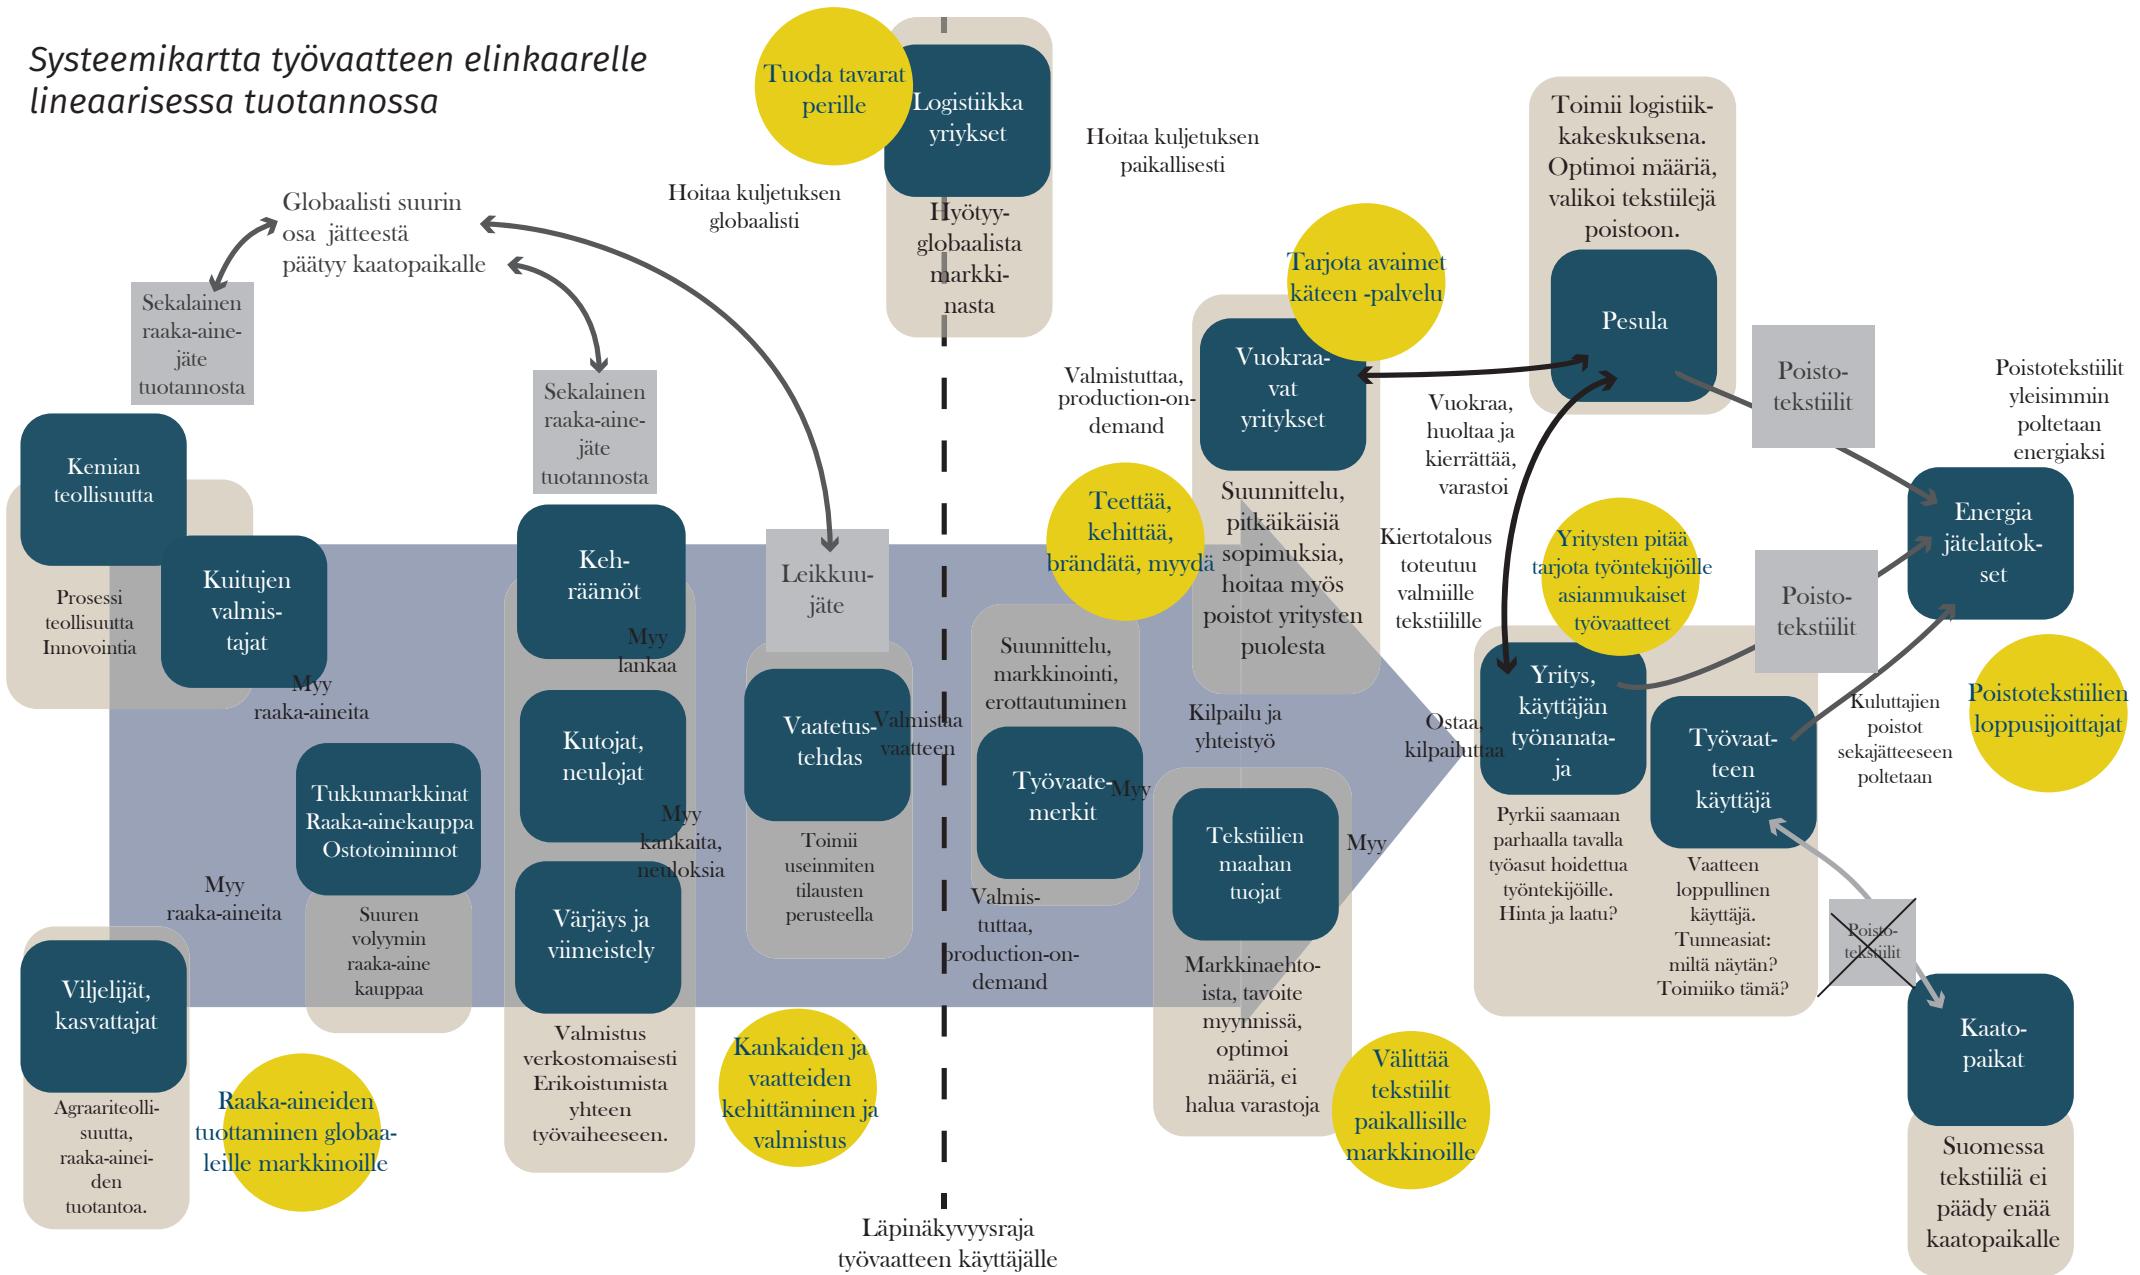 Systeemikartta työvaatteen elinkaarelle
lineaarisessa tuotannossa
Tuoda tavarat
perille
Logistiikka
yriykset
Hyötyy-
globaalista
markki-
nasta
Hoitaa kuljetuksen
globaalisti
Hoitaa kuljetuksen
paikallisesti
Globaalisti suurin
osa jätteestä
päätyy kaatopaikalle
Sekalainen
raaka-aine-
jäte
tuotannosta
Sekalainen
raaka-aine-
jäte
tuotannosta
Leikkuu-
jäte
Kemian
teollisuutta
Prosessi
teollisuutta
Innovointia
Kuitujen
valmis-
tajat
Myy
raaka-aineita
Tukkumarkkinat
Raaka-ainekauppa
Ostotoiminnot
Suuren
volyymin
raaka-aine
kauppaa
Myy
raaka-aineita
Viljelijät,
kasvattajat
Agraariteolli-
suutta,
raaka-ainei-
den
tuotantoa.
Raaka-aineiden
tuottaminen globaa-
leille markkinoille
Keh-
räämöt
Myy
lankaa
Kutojat,
neulojat
Myy
kankaita,
neuloksia
Värjäys ja
viimeistely
Valmistus
verkostomaisesti
Erikoistumista
yhteen
työvaiheeseen.
Vaatetus-
tehdas
Valmistaa
vaatteen
Toimii
useinmiten
tilausten
perusteella
Kankaiden ja
vaatteiden
kehittäminen ja
valmistus
Läpinäkyvyysraja
työvaatteen käyttäjälle
Valmistuttaa,
production-on-
demand
Teettää,
kehittää,
brändätä, myydä
Suunnittelu,
markkinointi,
erottautuminen
Työvaate-
merkit
Myy
Valmis-
tuttaa,
production-on-
demand
Tarjota avaimet
käteen -palvelu
Vuokraa-
vat
yritykset
Suunnittelu,
pitkäikäisiä
sopimuksia,
hoitaa myös
poistot yritysten
puolesta
Kilpailu ja
yhteistyö
Tekstiilien
maahan
tuojat
Myy
Markkinaehto-
ista, tavoite
myynnissä,
optimoi
määriä, ei
halua varastoja
Välittää
tekstiilit
paikallisille
markkinoille
Toimii logistiik-
kakeskuksena.
Optimoi määriä,
valikoi tekstiilejä
poistoon.
Pesula
Vuokraa,
huoltaa ja
kierrättää,
varastoi
Kiertotalous
toteutuu
valmiille
tekstiilille
Yritysten pitää
tarjota työntekijöille
asianmukaiset
työvaatteet
Ostaa,
kilpailuttaa
Yritys,
käyttäjän
työnanata-
ja
Pyrkii saamaan
parhaalla tavalla
työasut hoidettua
työntekijöille.
Hinta ja laatu?
Työvaat-
teen
käyttäjä
Vaatteen
loppullinen
käyttäjä.
Tunneasiat:
miltä näytän?
Toimiiko tämä?
Poisto-
tekstiilit
Poisto-
tekstiilit
Poistotekstiilit
yleisimmin
poltetaan
energiaksi
Energia
jätelaitok-
set
Poistotekstiilien
loppusijoittajat
Kuluttajien
poistot
sekajätteeseen
poltetaan
Poisto-
tekstiilit
Kaato-
paikat
Suomessa
tekstiiliä ei
päädy enää
kaatopaikalle